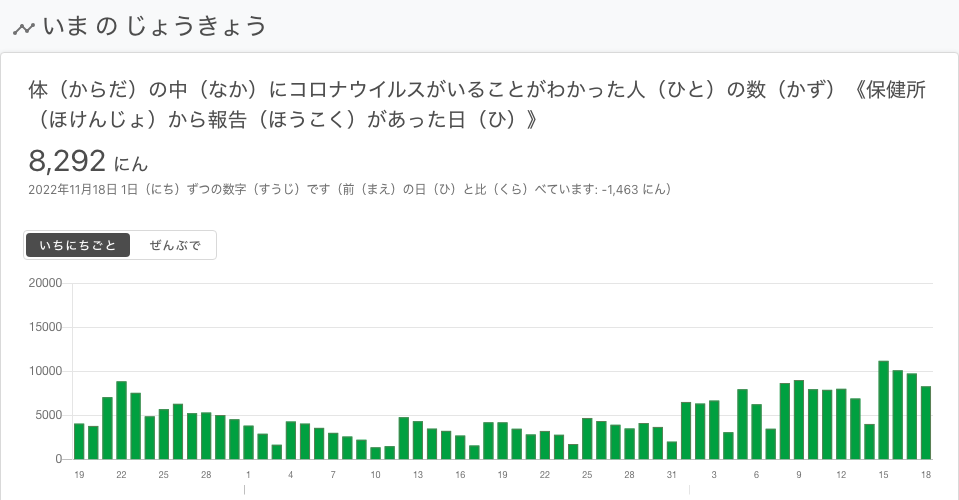 いま の じょうきょう
体（からだ）の中（なか）にコロナウイルスがいることがわかった人（ひと）の数（かず）《保健所
（ほけんじょ）から報告（ほうこく）があった日（ひ）》
8,292 にん
2022年11月18日 1日（にち）ずつの数字（すうじ）です（前（まえ）の日（ひ）と比（くら）べています: -1,463 にん）
いちにちごと ぜんぶで
20000
15000
10000
5000
0
19 22 25 28 1 4 7 10 13 16 19 22 25 28 31 3 6 9 12 15 18